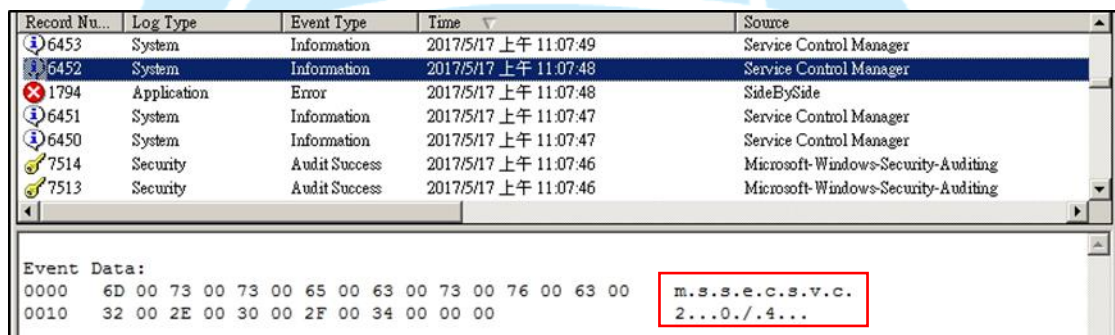 Record Nu... Log Type Event Type Time Source
6453 System Information 2017/5/17 上午 11:07:49 Service Control Manager
6452 System Information 2017/5/17 上午 11:07:48 Service Control Manager
1794 Application Error 2017/5/17 上午 11:07:48 SideBySide
6451 System Information 2017/5/17 上午 11:07:47 Service Control Manager
6450 System Information 2017/5/17 上午 11:07:47 Service Control Manager
7514 Security Audit Success 2017/5/17 上午 11:07:46 Microsoft-Windows-Security-Auditing
7513 Security Audit Success 2017/5/17 上午 11:07:46 Microsoft-Windows-Security-Auditing
Event Data:
0000 6D 00 73 00 73 00 65 00 63 00 73 00 76 00 63 00 m.s.s.e.c.s.v.c.
0010 32 00 2E 00 30 00 2F 00 34 00 00 00 2...0./.4...